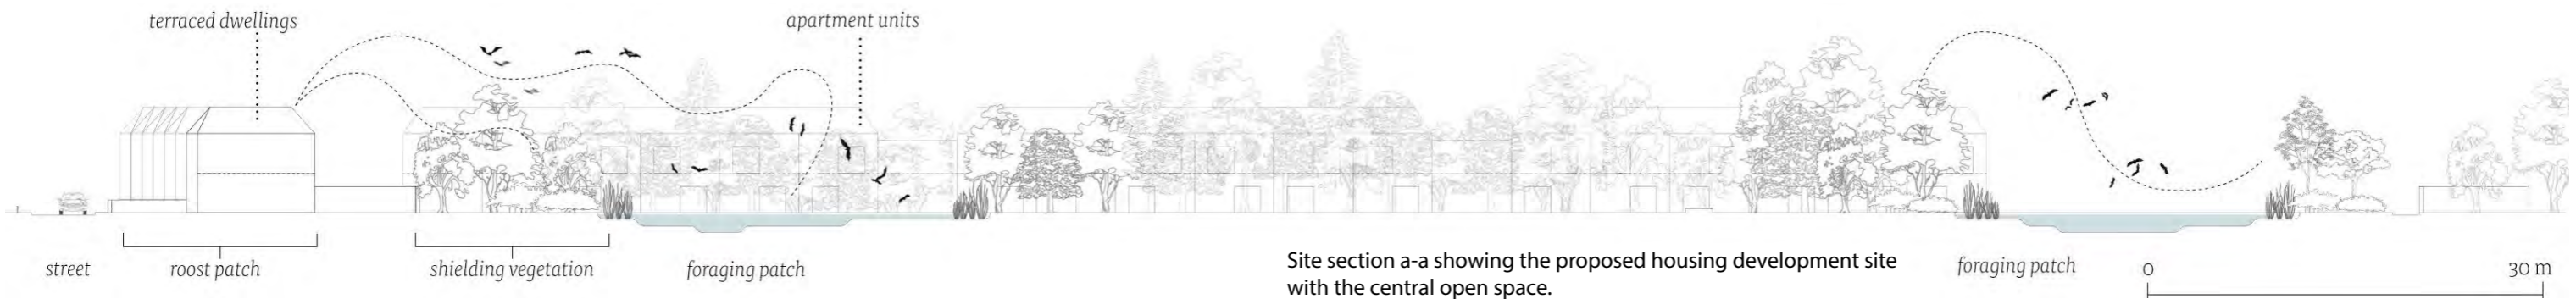 terraced dwellings
apartment units
street
roost patch
shielding vegetation
foraging patch
Site section a-a showing the proposed housing development site
with the central open space.
foraging patch
0
30 m